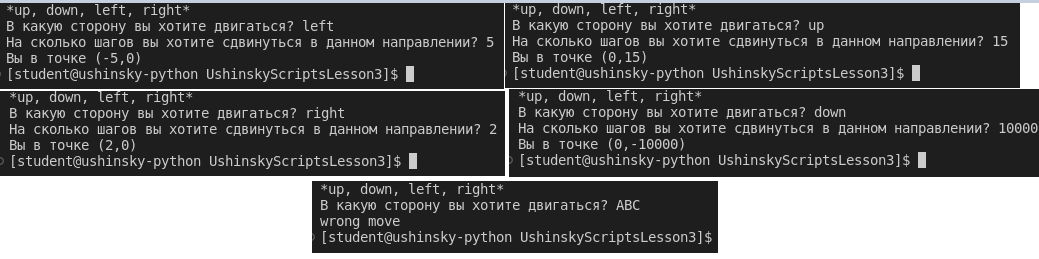 *up, down, left, right*
В какую сторону вы хотите двигаться? left
На сколько шагов вы хотите сдвинуться в данном направлении? 5
Вы в точке (-5,0)
[student@ushinsky-python UshinskyScriptsLesson3]$
*up, down, left, right*
В какую сторону вы хотите двигаться? up
На сколько шагов вы хотите сдвинуться в данном направлении? 15
Вы в точке (0,15)
[student@ushinsky-python UshinskyScriptsLesson3]$
*up, down, left, right*
В какую сторону вы хотите двигаться? right
На сколько шагов вы хотите сдвинуться в данном направлении? 2
Вы в точке (2,0)
[student@ushinsky-python UshinskyScriptsLesson3]$
*up, down, left, right*
В какую сторону вы хотите двигаться? down
На сколько шагов вы хотите сдвинуться в данном направлении? 10000
Вы в точке (0,-10000)
[student@ushinsky-python UshinskyScriptsLesson3]$
*up, down, left, right*
В какую сторону вы хотите двигаться? ABC
wrong move
[student@ushinsky-python UshinskyScriptsLesson3]$